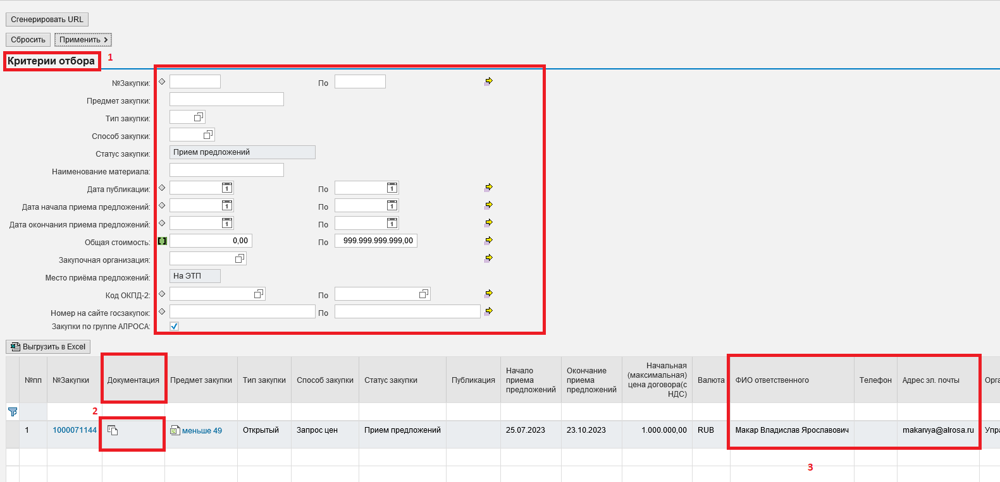 Сгенерировать URL
Сбросить Применить
Критерии отбора 1
№Закупки: По
Предмет закупки:
Тип закупки:
Способ закупки:
Статус закупки: Прием предложений
Наименование материала:
Дата публикации: 1 По 1
Дата начала приема предложений: 1 По 1
Дата окончания приема предложений: 1 По 1
Общая стоимость: 0,00 По 999.999.999.999,00
Закупочная организация:
Место приёма предложений: На ЭТП
Код ОКПД-2: По
Номер на сайте госзакупок: По
Закупки по группе АЛРОСА:
Выгрузить в Excel
№пп №Закупки Документация Предмет закупки Тип закупки Способ закупки Статус закупки Публикация Начало приема предложений Окончание приема предложений Начальная (максимальная) цена договора(с НДС) Валюта ФИО ответственного Телефон Адрес эл. почты Орга
2
1 1000071144 меньше 49 Открытый Запрос цен Прием предложений 25.07.2023 23.10.2023 1.000.000,00 RUB Макар Владислав Ярославович makarvya@alrosa.ru Упра
3